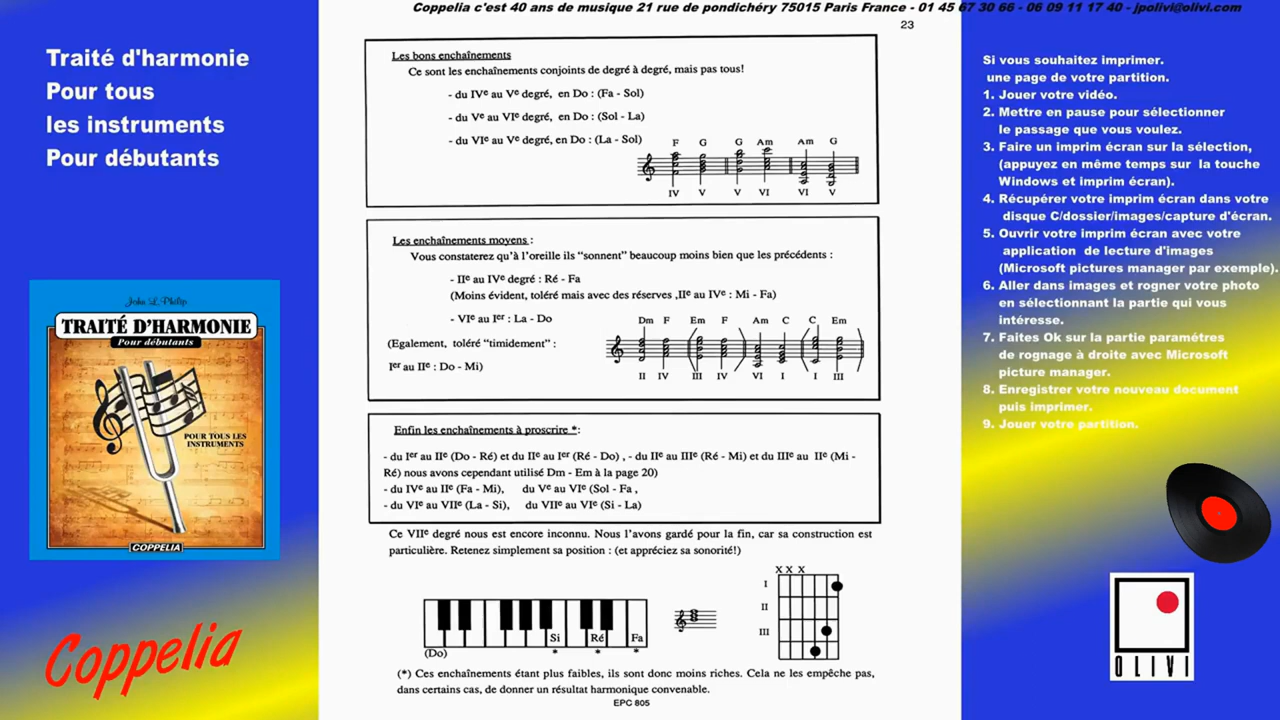 Coppelia c'est 40 ans de musique 21 rue de pondichéry 75015 Paris France - 01 45 67 30 66 - 06 09 11 17 40 - jpolivi@olivi.com
Traité d'harmonie
Pour tous
les instruments
Pour débutants
John L. Philip
TRAITÉ D'HARMONIE
Pour débutants
POUR TOUS LES
INSTRUMENTS
COPPELIA
Coppelia
23
Les bons enchaînements
Ce sont les enchaînements conjoints de degré à degré, mais pas tous!
- du IVe au Ve degré, en Do : (Fa - Sol)
- du Ve au VIe degré, en Do : (Sol - La)
- du VIe au Ve degré, en Do : (La - Sol)
F G G Am Am G
IV V V VI VI V
Les enchaînements moyens :
Vous constaterez qu'à l'oreille ils "sonnent" beaucoup moins bien que les précédents :
- IIe au IVe degré : Ré - Fa
(Moins évident, toléré mais avec des réserves ,IIe au IVe : Mi - Fa)
- VIe au Ier : La - Do
(Egalement, toléré "timidement" :
Ier au IIe : Do - Mi)
Dm F Em F Am C C Em
II IV III IV VI I I III
Enfin les enchaînements à proscrire *:
- du Ier au IIe (Do - Ré) et du IIe au Ier (Ré - Do) , - du IIe au IIIe (Ré - Mi) et du IIIe au IIe (Mi -
Ré) nous avons cependant utilisé Dm - Em à la page 20)
- du IVe au IIe (Fa - Mi), du Ve au VIe (Sol - Fa ,
- du VIe au VIIe (La - Si), du VIIe au VIe (Si - La)
Ce VIIe degré nous est encore inconnu. Nous l'avons gardé pour la fin, car sa construction est
particulière. Retenez simplement sa position : (et appréciez sa sonorité!)
(Do) Si Ré Fa
* * *
X X X
I
II
III
(*) Ces enchaînements étant plus faibles, ils sont donc moins riches. Cela ne les empêche pas,
dans certains cas, de donner un résultat harmonique convenable.
EPC 805
Si vous souhaitez imprimer.
une page de votre partition.
1. Jouer votre vidéo.
2. Mettre en pause pour sélectionner
le passage que vous voulez.
3. Faire un imprim écran sur la sélection,
(appuyez en même temps sur la touche
Windows et imprim écran).
4. Récupérer votre imprim écran dans votre
disque C/dossier/images/capture d'écran.
5. Ouvrir votre imprim écran avec votre
application de lecture d'images
(Microsoft pictures manager par exemple).
6. Aller dans images et rogner votre photo
en sélectionnant la partie qui vous
intéresse.
7. Faites Ok sur la partie paramétres
de rognage à droite avec Microsoft
picture manager.
8. Enregistrer votre nouveau document
puis imprimer.
9. Jouer votre partition.
OLIVI